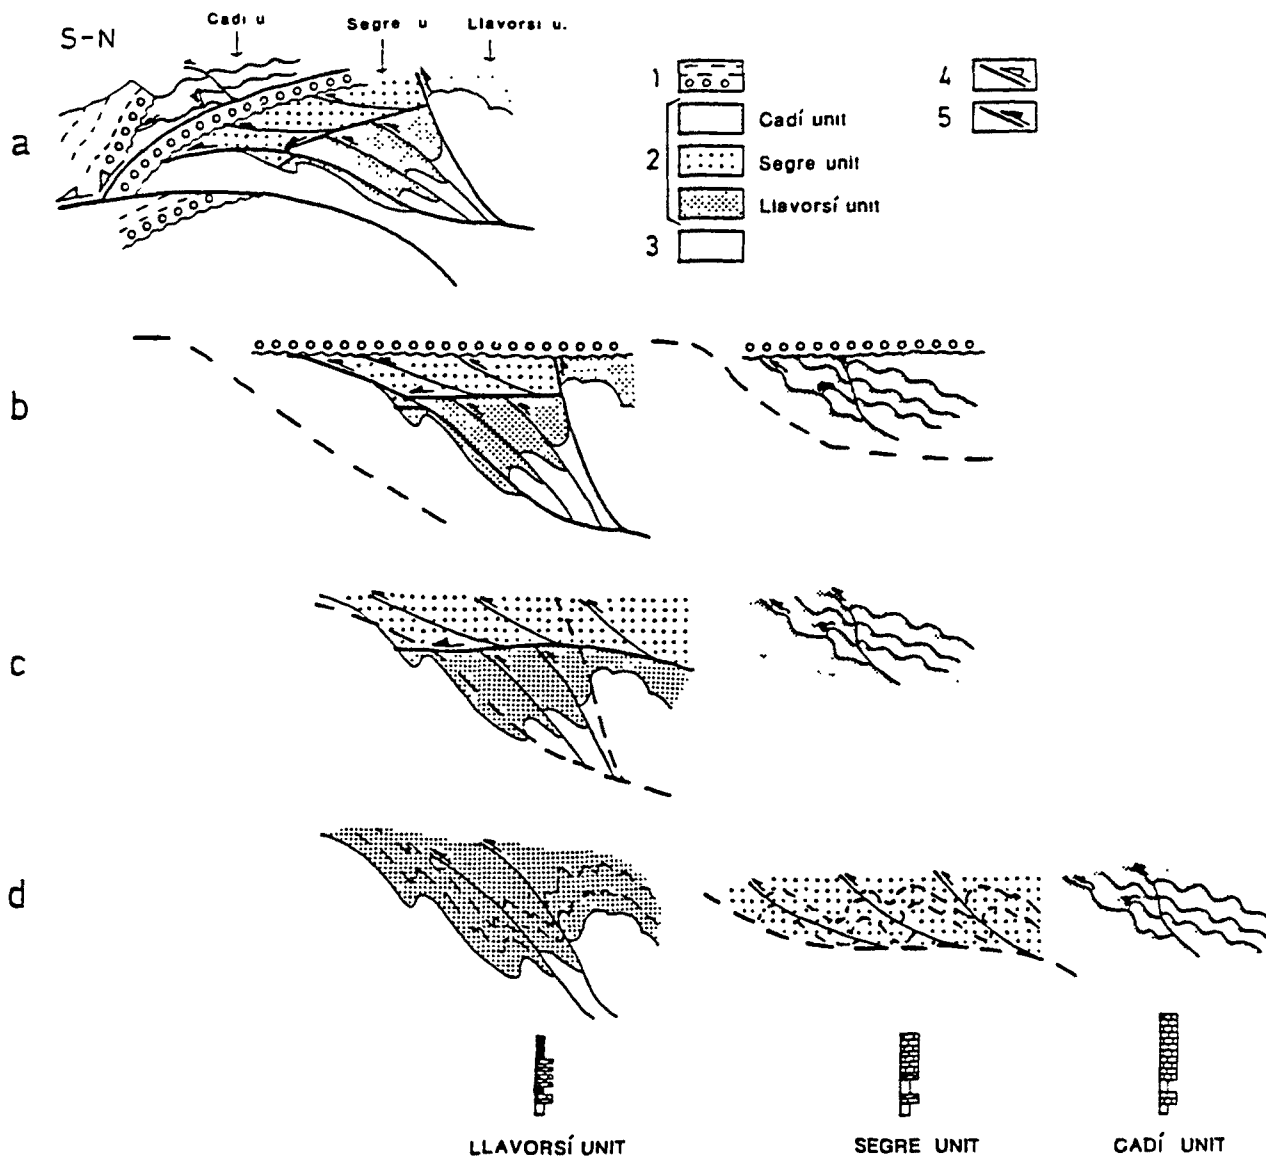 S-N
Cadí u
Segre u
Llavorsı u.
a
1
2
Cadí unit
Segre unit
Llavorsí unit
3
4
5
b
c
d
LLAVORSÍ UNIT
SEGRE UNIT
CADÍ UNIT